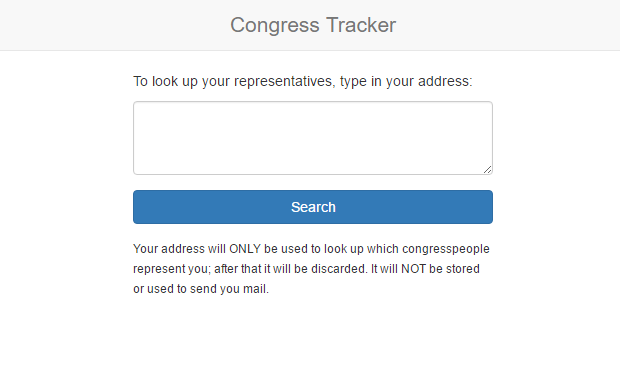 Congress Tracker
To look up your representatives, type in your address:
Search
Your address will ONLY be used to look up which congresspeople
represent you; after that it will be discarded. It will NOT be stored
or used to send you mail.